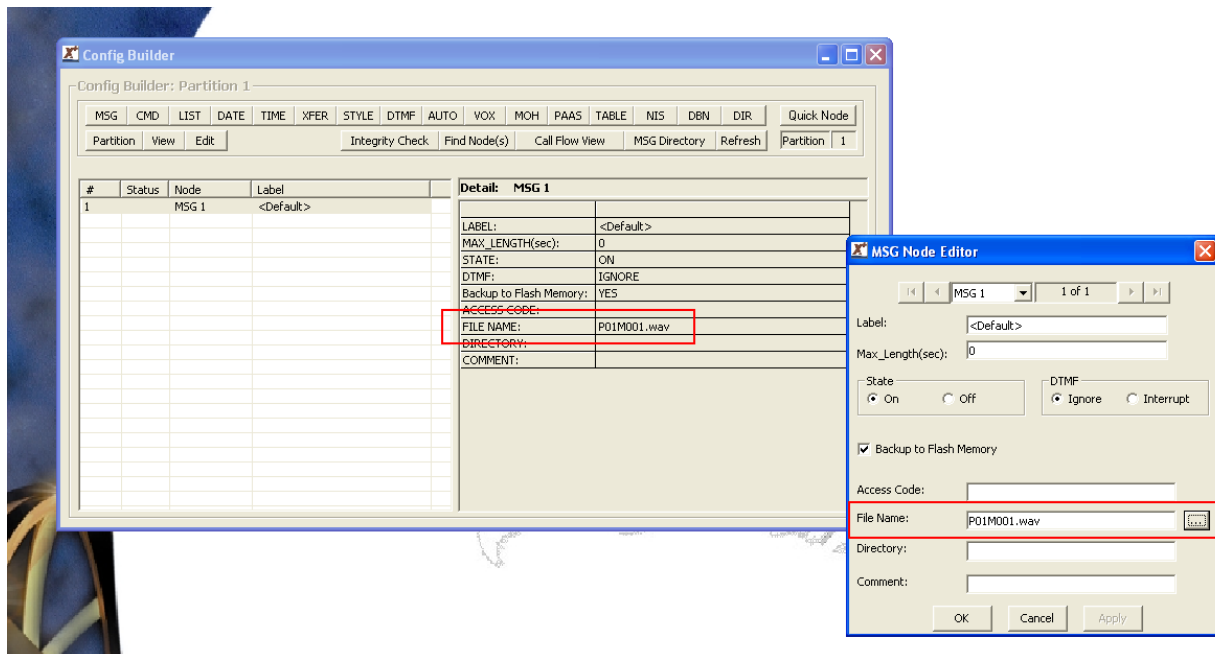 Config Builder
Config Builder: Partition 1
MSG CMD LIST DATE TIME XFER STYLE DTMF AUTO VOX MOH PAAS TABLE NIS DBN DIR Quick Node
Partition View Edit Integrity Check Find Node(s) Call Flow View MSG Directory Refresh Partition 1
# Status Node Label
1 MSG 1 <Default>
Detail: MSG 1
LABEL: <Default>
MAX_LENGTH(sec): 0
STATE: ON
DTMF: IGNORE
Backup to Flash Memory: YES
ACCESS CODE:
FILE NAME: P01M001.wav
DIRECTORY:
COMMENT:
MSG Node Editor
MSG 1 1 of 1
Label: <Default>
Max_Length(sec): 0
State DTMF
On Off Ignore Interrupt
Backup to Flash Memory
Access Code:
File Name: P01M001.wav ...
Directory:
Comment:
OK Cancel Apply